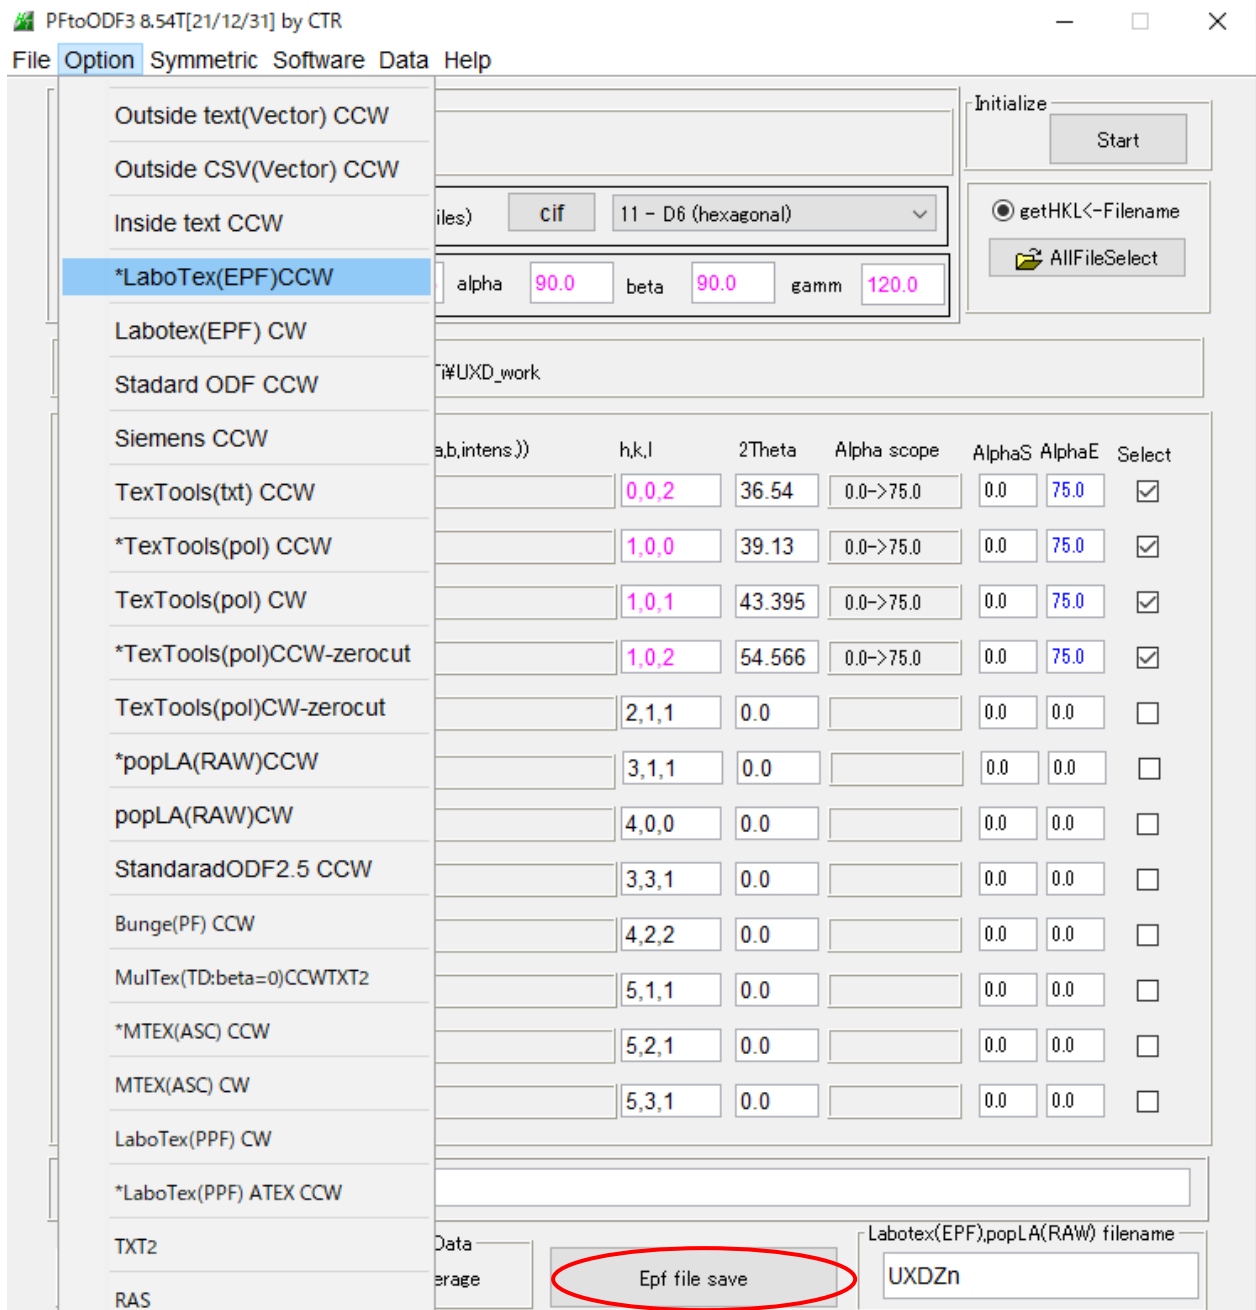 PFtoODF3 8.54T[21/12/31] by CTR
File Option Symmetric Software Data Help
Outside text(Vector) CCW
Outside CSV(Vector) CCW
Inside text CCW
*LaboTex(EPF)CCW
Labotex(EPF) CW
Stadard ODF CCW
Siemens CCW
TexTools(txt) CCW
*TexTools(pol) CCW
TexTools(pol) CW
*TexTools(pol)CCW-zerocut
TexTools(pol)CW-zerocut
*popLA(RAW)CCW
popLA(RAW)CW
StandaradODF2.5 CCW
Bunge(PF) CCW
MulTex(TD:beta=0)CCWTXT2
*MTEX(ASC) CCW
MTEX(ASC) CW
LaboTex(PPF) CW
*LaboTex(PPF) ATEX CCW
TXT2
RAS
Initialize
Start
iles) cif 11 - D6 (hexagonal)
getHKL<-Filename
AllFileSelect
alpha 90.0 beta 90.0 gamm 120.0
Ti¥UXD_work
a,b,intens.)) h,k,l 2Theta Alpha scope AlphaS AlphaE Select
0,0,2 36.54 0.0->75.0 0.0 75.0
1,0,0 39.13 0.0->75.0 0.0 75.0
1,0,1 43.395 0.0->75.0 0.0 75.0
1,0,2 54.566 0.0->75.0 0.0 75.0
2,1,1 0.0 0.0 0.0
3,1,1 0.0 0.0 0.0
4,0,0 0.0 0.0 0.0
3,3,1 0.0 0.0 0.0
4,2,2 0.0 0.0 0.0
5,1,1 0.0 0.0 0.0
5,2,1 0.0 0.0 0.0
5,3,1 0.0 0.0 0.0
Data
erage
Epf file save
Labotex(EPF),popLA(RAW) filename
UXDZn